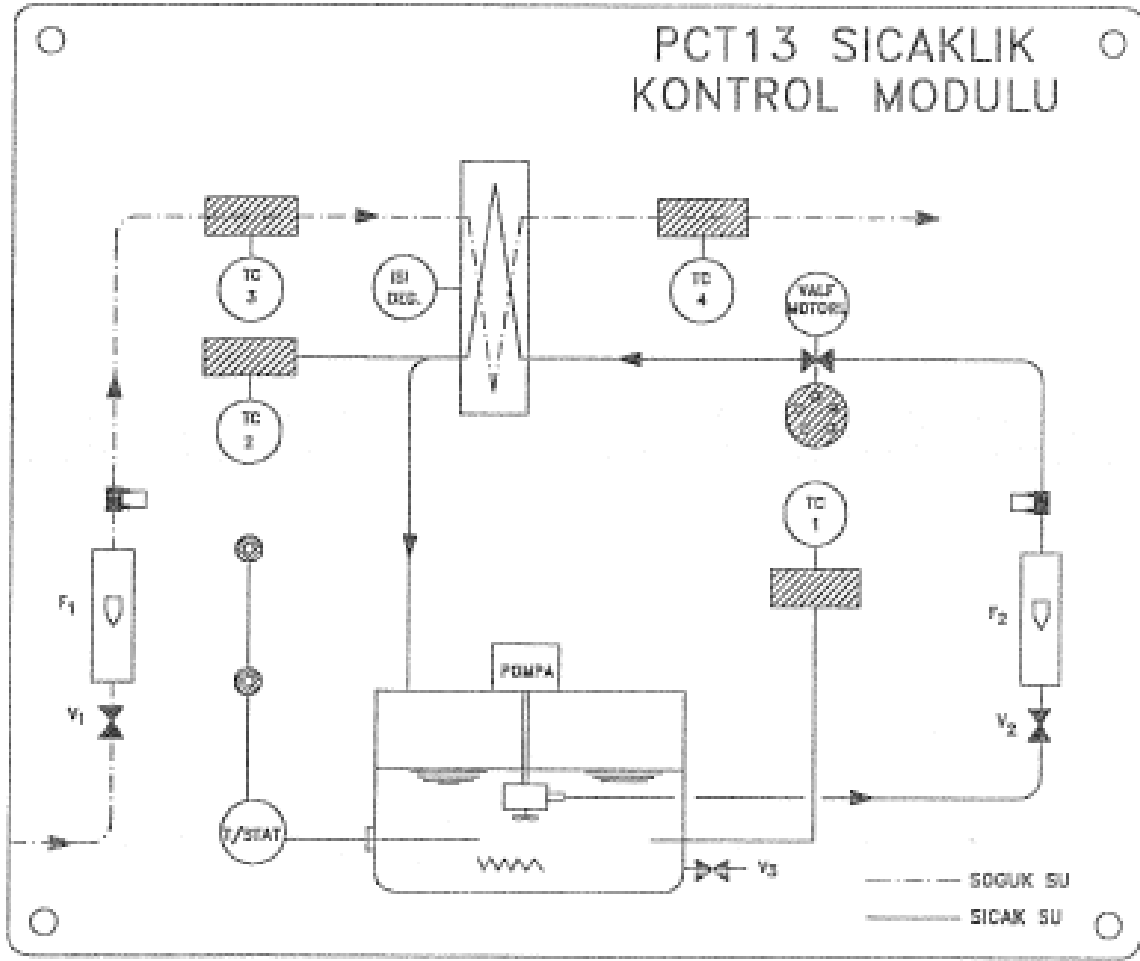 PCT13 SICAKLIK
KONTROL MODULU
TC
3
ISI
DEG.
TC
4
VALF
MOTORU
TC
2
TC
1
F1
F2
POMPA
V1
V2
T/STAT
V3
SOGUK SU
SICAK SU